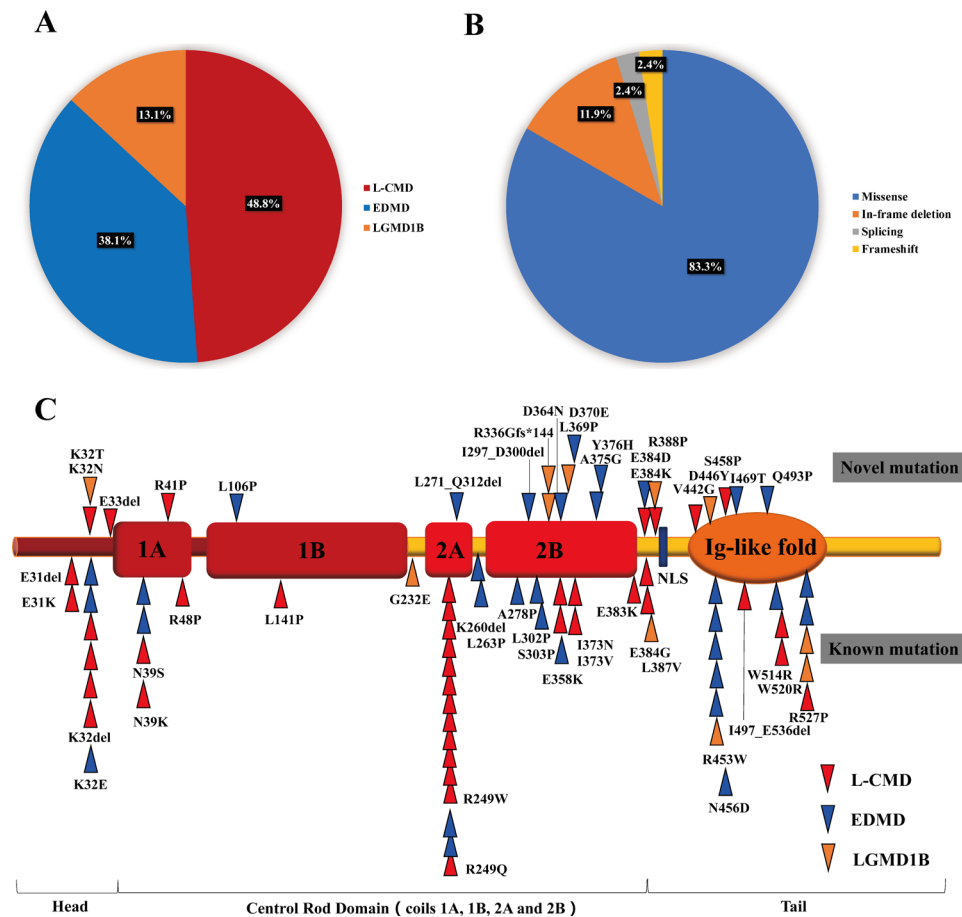 A
B
13.1%
48.8%
38.1%
L-CMD
EDMD
LGMD1B
2.4%
2.4%
11.9%
83.3%
Missense
In-frame deletion
Splicing
Frameshift
C
D364N
D370E
R336Gfs*144
L369P
I297_D300del
Y376H
A375G
R388P
E384D
E384K
S458P
D446Y
I469T
V442G
Q493P
Novel mutation
K32T
K32N
E33del
R41P
L106P
L271_Q312del
1A
1B
2A
2B
NLS
Ig-like fold
E31del
E31K
R48P
L141P
G232E
K260del
L263P
A278P
L302P
S303P
E358K
I373N
I373V
E383K
E384G
L387V
Known mutation
N39S
N39K
K32del
K32E
R249W
R249Q
W514R
W520R
R527P
I497_E536del
R453W
N456D
L-CMD
EDMD
LGMD1B
Head
Central Rod Domain ( coils 1A, 1B, 2A and 2B )
Tail